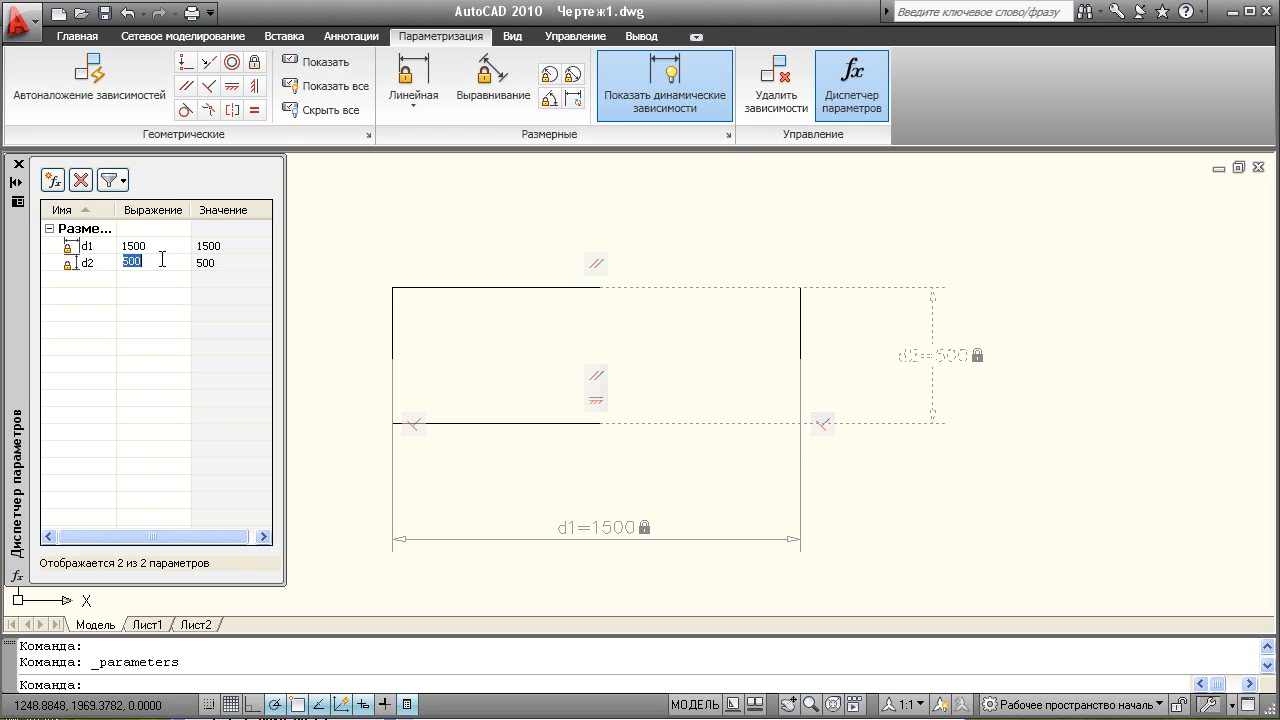 AutoCAD 2010 Чертеж1.dwg
Введите ключевое слово/фразу
Главная Сетевое моделирование Вставка Аннотации Параметризация Вид Управление Вывод
Автоналожение зависимостей
Показать
Показать все
Скрыть все
Линейная
Выравнивание
Показать динамические
зависимости
Удалить
зависимости
fx
Диспетчер
параметров
Геометрические Размерные Управление
Имя Выражение Значение
Разме...
d1 1500 1500
d2 500 500
Отображается 2 из 2 параметров
Диспетчер параметров
fx
d2=500
d1=1500
X
Модель Лист1 Лист2
Команда:
Команда: _parameters
Команда:
1248.8848, 1969.3782, 0.0000
МОДЕЛЬ
1:1
Рабочее пространство начальн